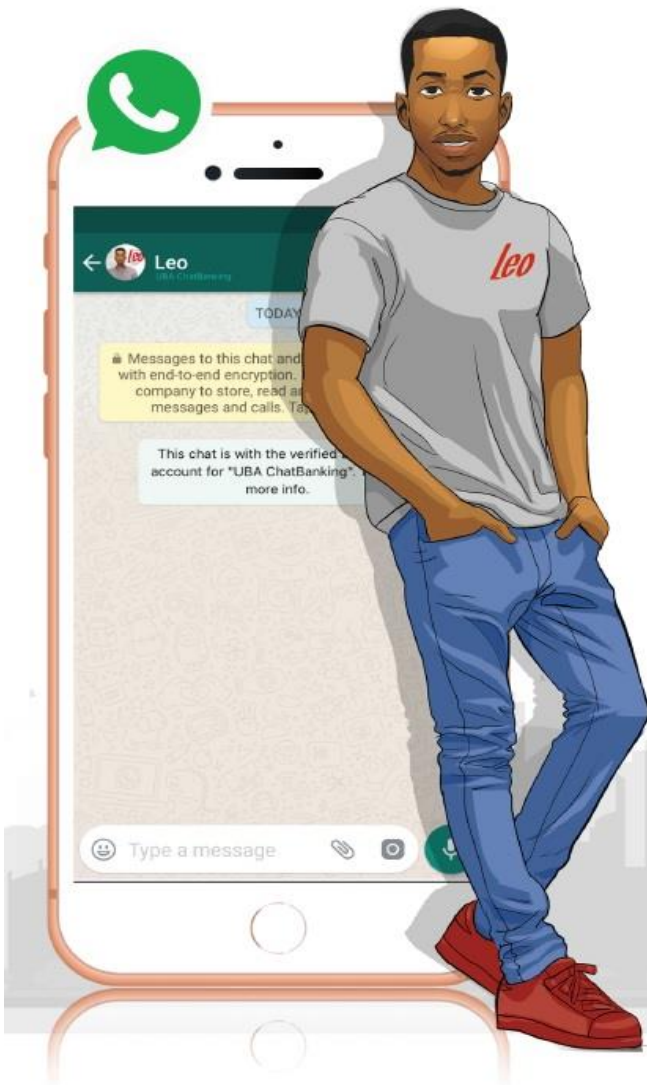 Leo
Leo
UBA ChatBanking
TODAY
Messages to this chat and
with end-to-end encryption.
company to store, read
messages and calls.
This chat is with the verified
account for "UBA ChatBanking".
more info.
Type a message
Leo